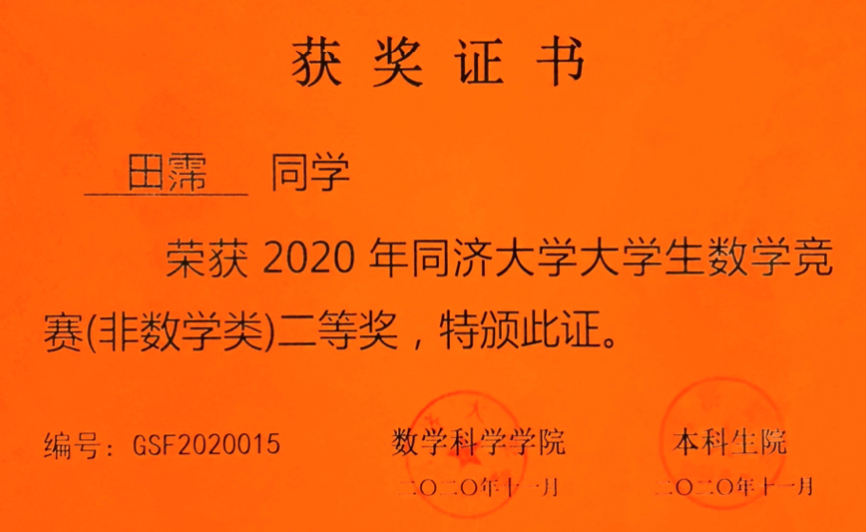 获奖证书
田霈 同学
荣获 2020 年同济大学大学生数学竞
赛(非数学类)二等奖，特颁此证。
编号：GSF2020015
数学科学学院 本科生院
二〇二〇年十一月 二〇二〇年十一月